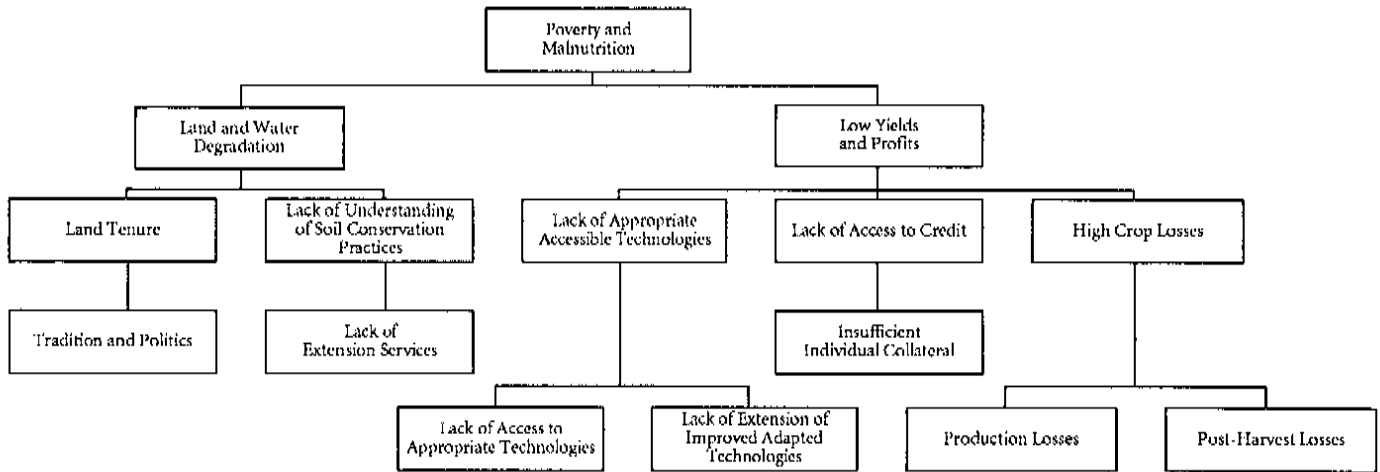 Poverty and
Malnutrition
Land and Water
Degradation
Low Yields
and Profits
Land Tenure
Lack of Understanding
of Soil Conservation
Practices
Lack of Appropriate
Accessible Technologies
Lack of Access to Credit
High Crop Losses
Tradition and Politics
Lack of
Extension Services
Insufficient
Individual Collateral
Lack of Access to
Appropriate Technologies
Lack of Extension of
Improved Adapted
Technologies
Production Losses
Post-Harvest Losses